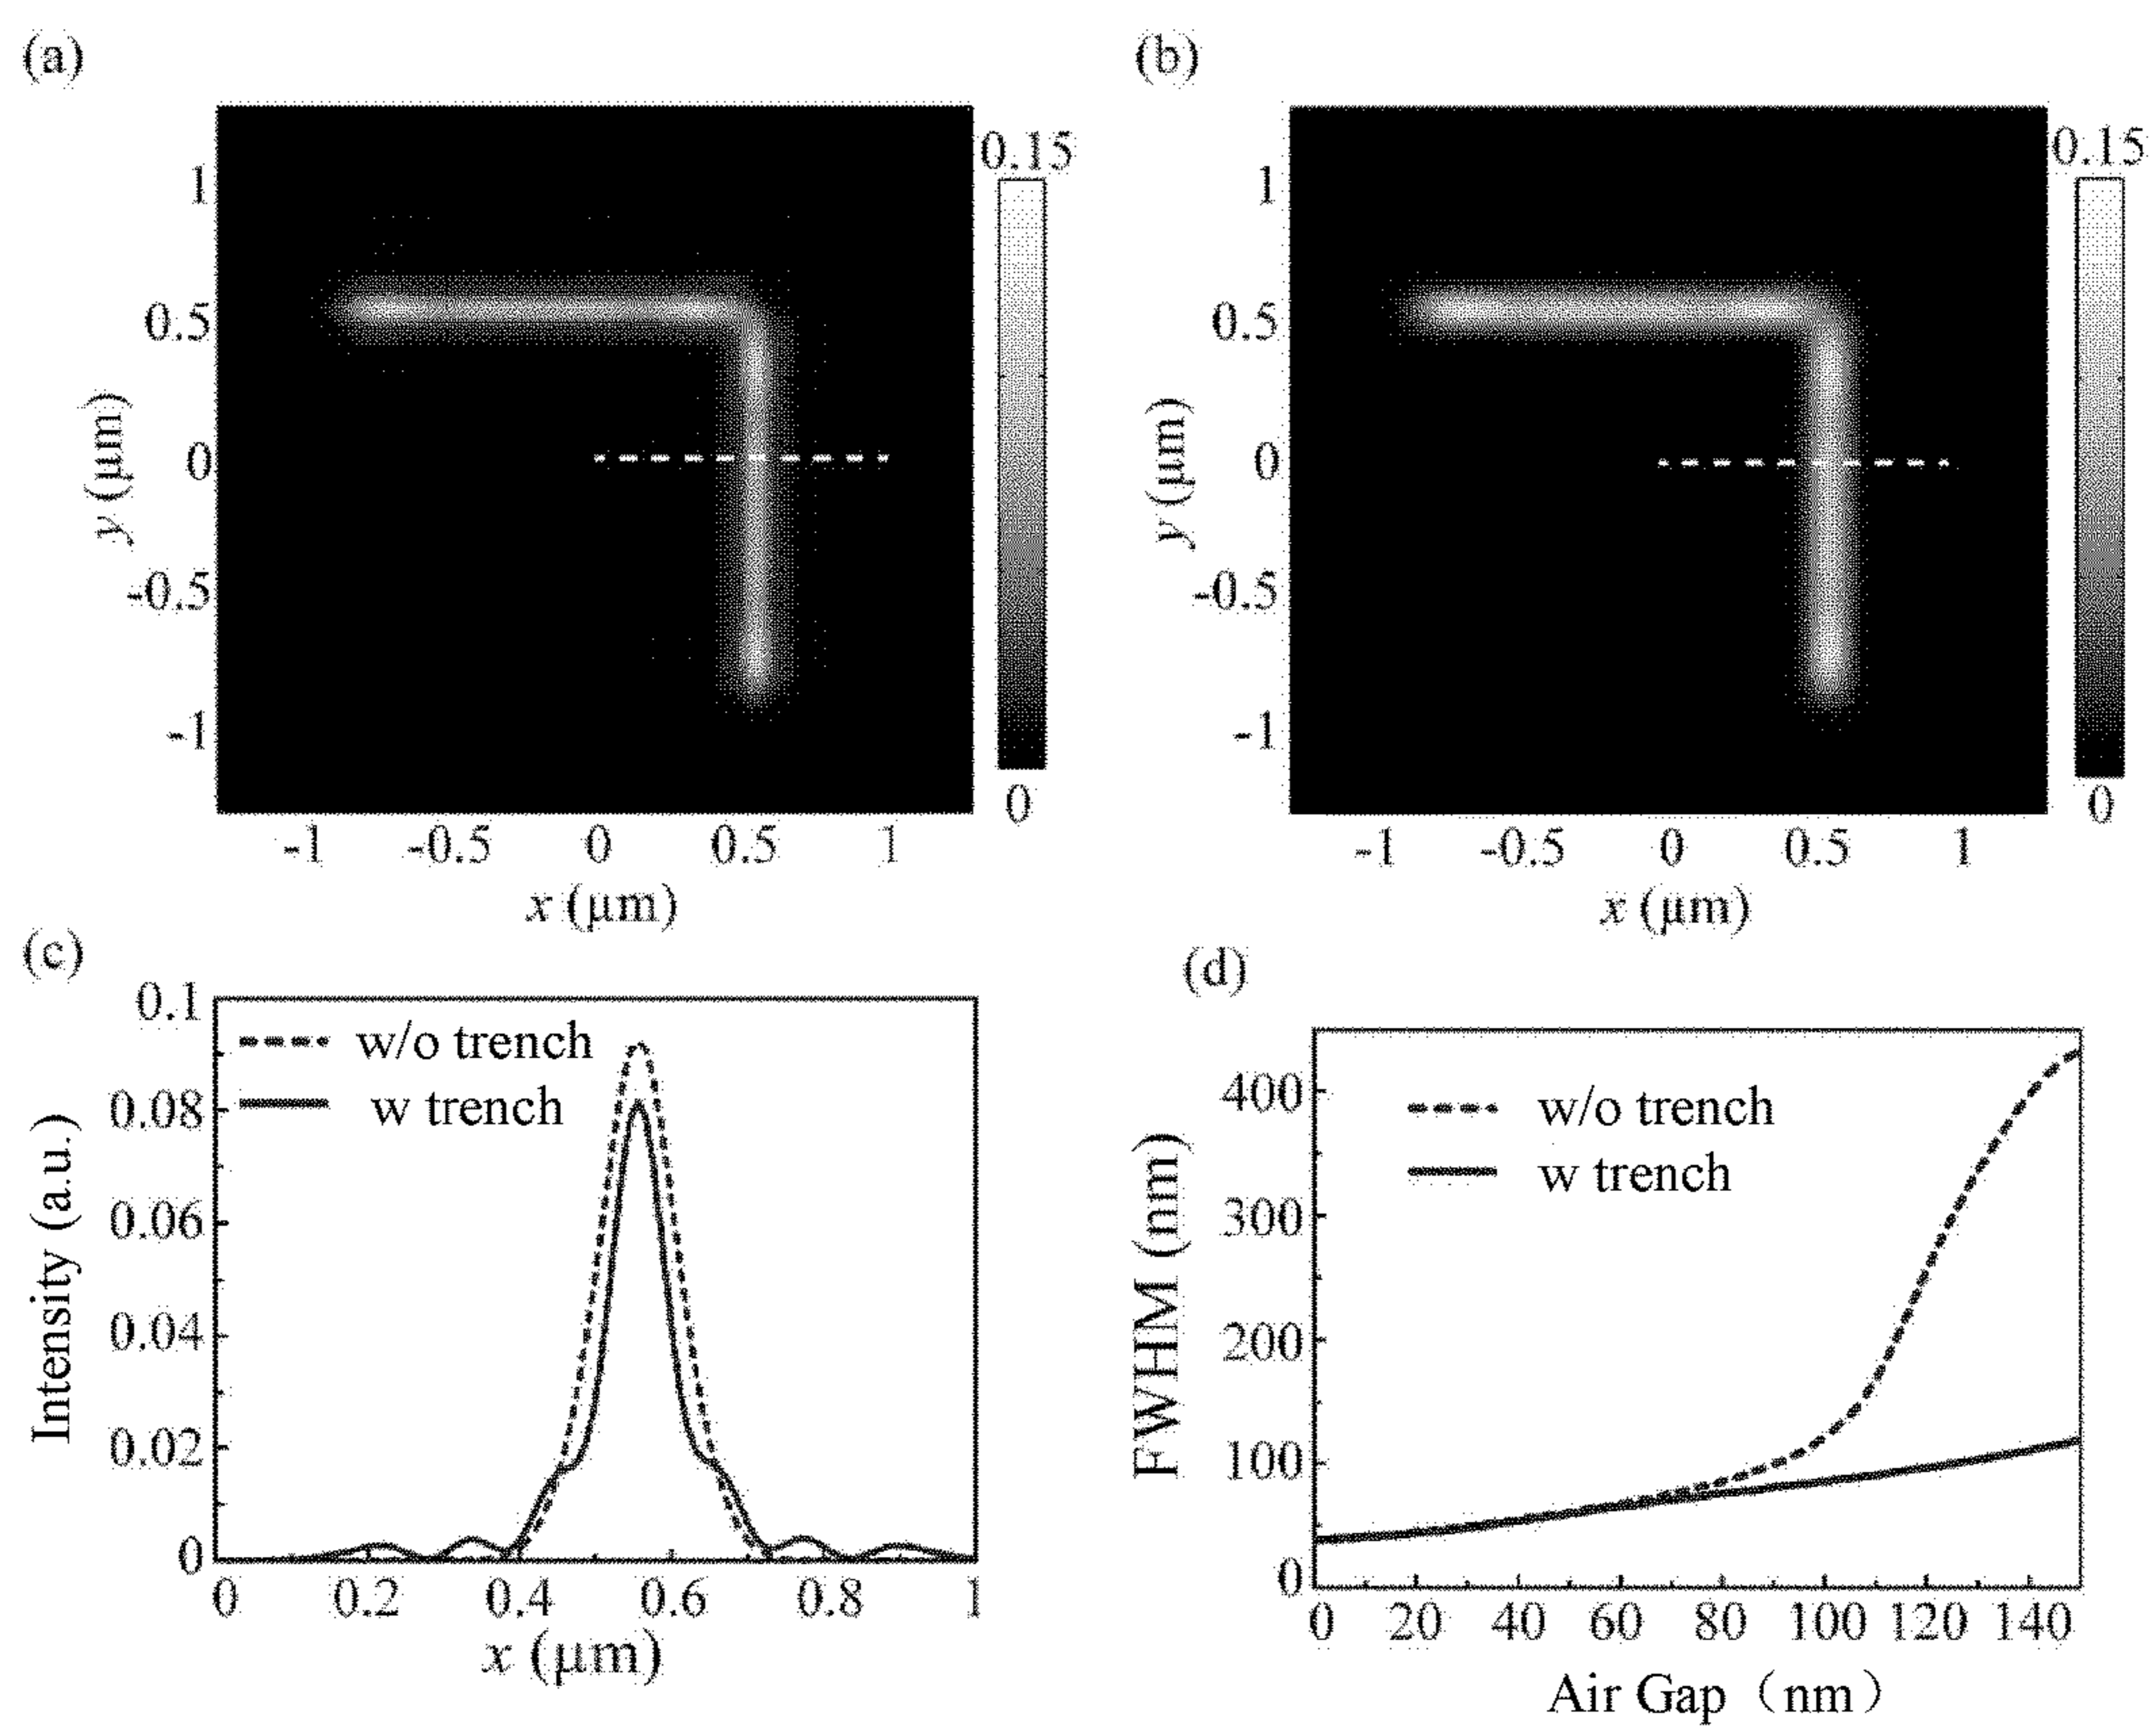 (a)
0.15
1
0.5
0
-0.5
-1
y (μm)
0
-1 -0.5 0 0.5 1
x (μm)
(b)
0.15
1
0.5
0
-0.5
-1
y (μm)
0
-1 -0.5 0 0.5 1
x (μm)
(c)
0.1
0.08
0.06
0.04
0.02
0
Intensity (a.u.)
w/o trench
w trench
0 0.2 0.4 0.6 0.8 1
x (μm)
(d)
400
300
200
100
0
FWHM (nm)
w/o trench
w trench
0 20 40 60 80 100 120 140
Air Gap（nm）